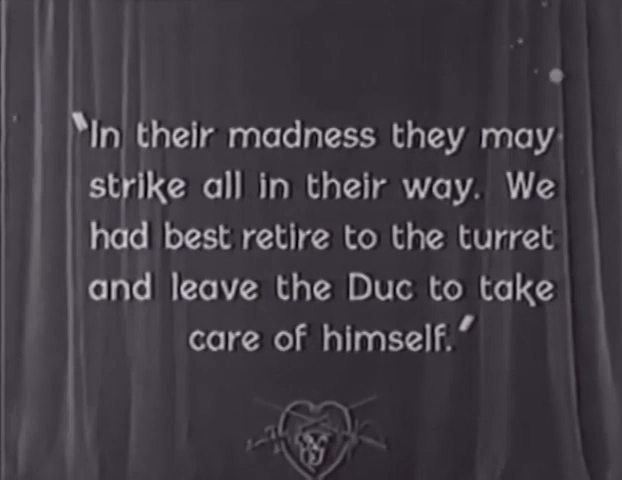 "In their madness they may
strike all in their way. We
had best retire to the turret
and leave the Duc to take
care of himself."